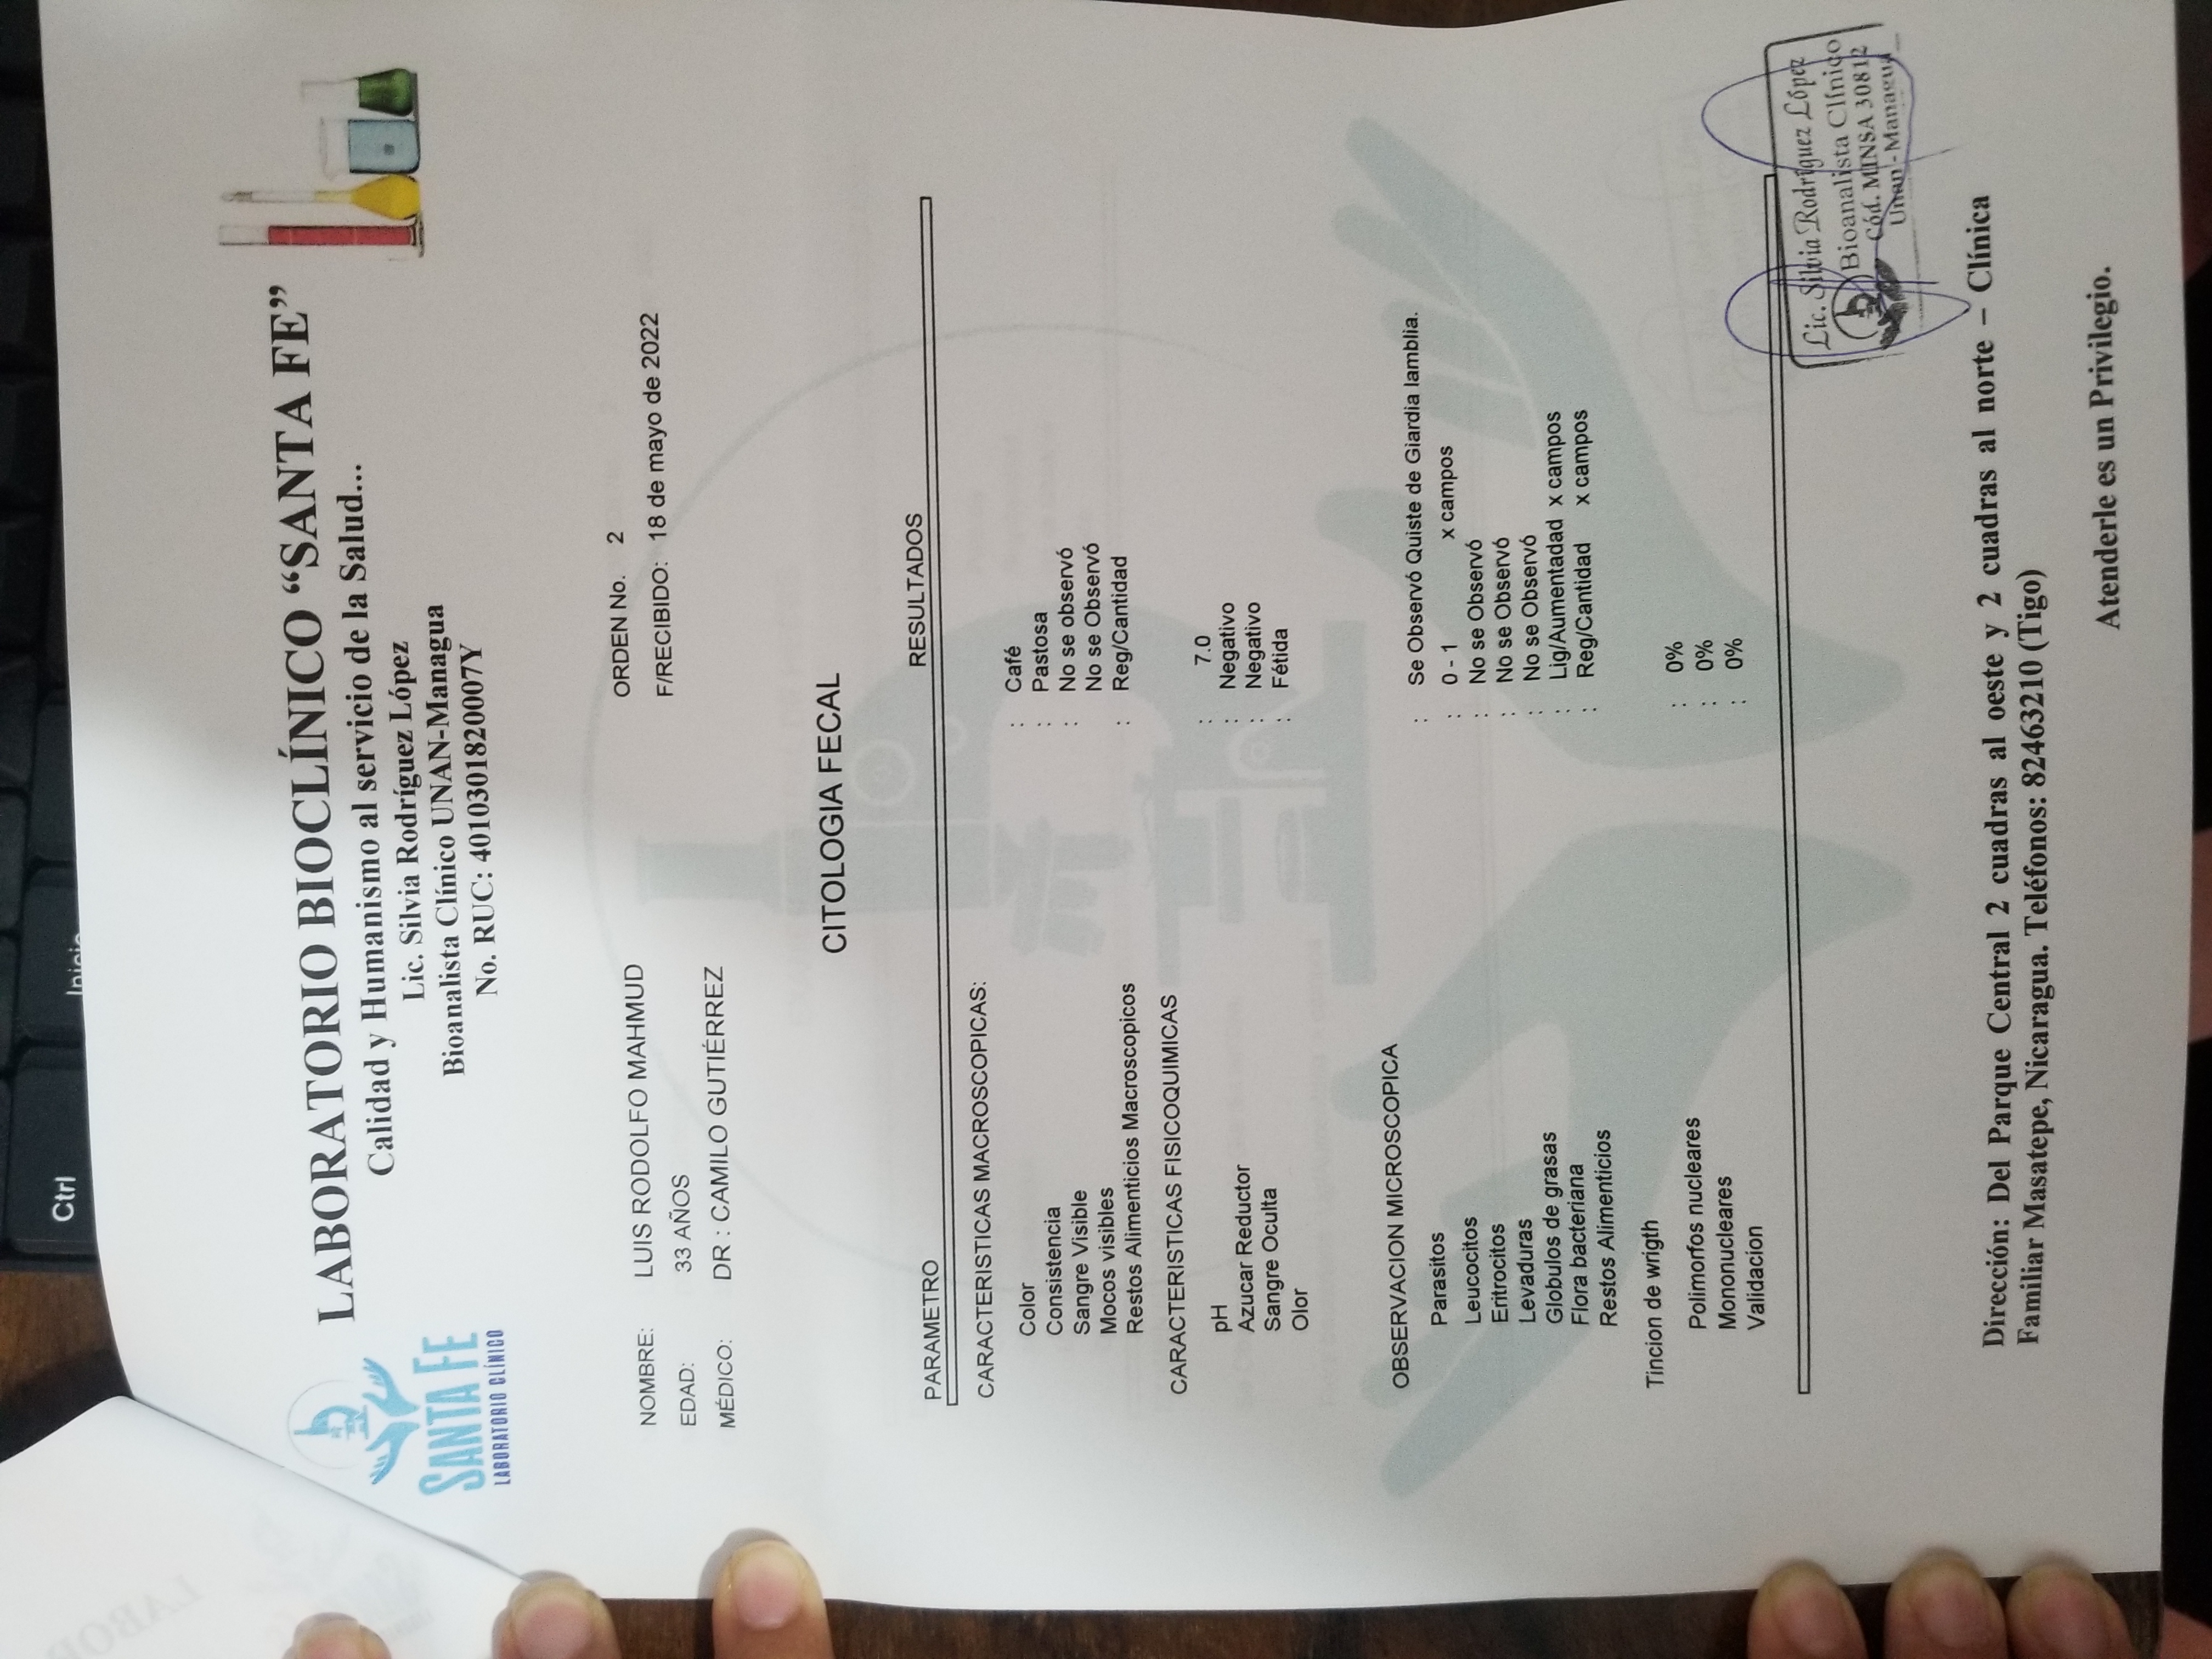 Ctrl
Inicio
LABORATORIO BIOCLÍNICO “SANTA FE”
Calidad y Humanismo al servicio de la Salud...
Lic. Silvia Rodríguez López
Bioanalista Clínico UNAN-Managua
No. RUC: 4010301820007Y
SANTA FE
LABORATORIO CLÍNICO
NOMBRE: LUIS RODOLFO MAHMUD ORDEN No. 2
EDAD: 33 AÑOS F/RECIBIDO: 18 de mayo de 2022
MÉDICO: DR : CAMILO GUTIÉRREZ
CITOLOGIA FECAL
PARAMETRO RESULTADOS
CARACTERISTICAS MACROSCOPICAS:
Color : Café
Consistencia : Pastosa
Sangre Visible : No se observó
Mocos visibles No se Observó
Restos Alimenticios Macroscopicos : Reg/Cantidad
CARACTERISTICAS FISICOQUIMICAS
pH : 7.0
Azucar Reductor : Negativo
Sangre Oculta : Negativo
Olor : Fétida
OBSERVACION MICROSCOPICA
Parasitos : Se Observó Quiste de Giardia lamblia.
Leucocitos : 0 - 1 x campos
Eritrocitos : No se Observó
Levaduras : No se Observó
Globulos de grasas : No se Observó
Flora bacteriana : Lig/Aumentadad x campos
Restos Alimenticios : Reg/Cantidad x campos
Tincion de wrigth
Polimorfos nucleares : 0%
Mononucleares : 0%
Validacion : 0%
Lic. Silvia Rodríguez López
Bioanalista Clínico
Cód. MINSA 30812
Unan-Managua
Dirección: Del Parque Central 2 cuadras al oeste y 2 cuadras al norte – Clínica
Familiar Masatepe, Nicaragua. Teléfonos: 82463210 (Tigo)
Atenderle es un Privilegio.